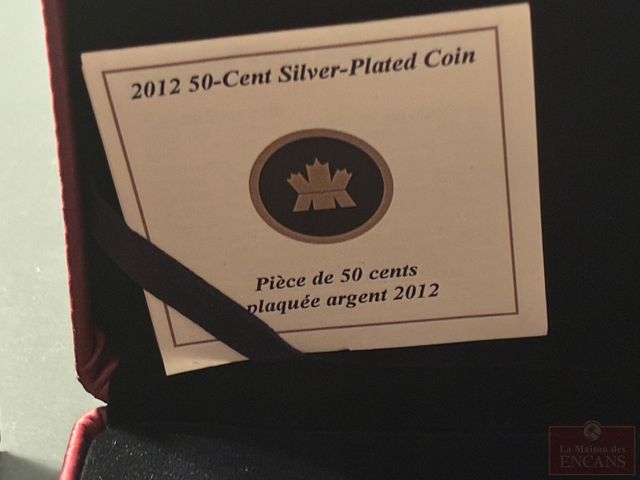 2012 50-Cent Silver-Plated Coin
Pièce de 50 cents
plaquée argent 2012
La Maison des
ENCANS